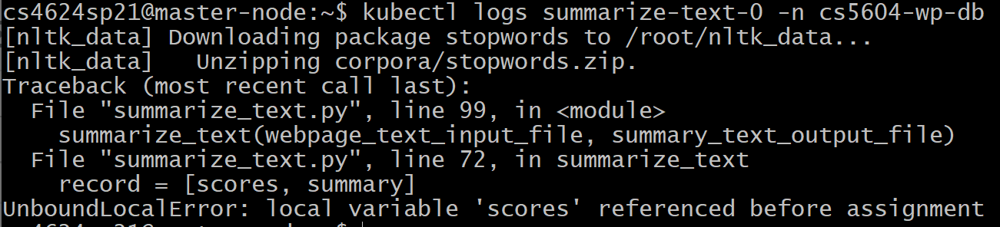 cs4624sp21@master-node:~$ kubectl logs summarize-text-0 -n cs5604-wp-db
[nltk_data] Downloading package stopwords to /root/nltk_data...
[nltk_data]   Unzipping corpora/stopwords.zip.
Traceback (most recent call last):
  File "summarize_text.py", line 99, in <module>
    summarize_text(webpage_text_input_file, summary_text_output_file)
  File "summarize_text.py", line 72, in summarize_text
    record = [scores, summary]
UnboundLocalError: local variable 'scores' referenced before assignment